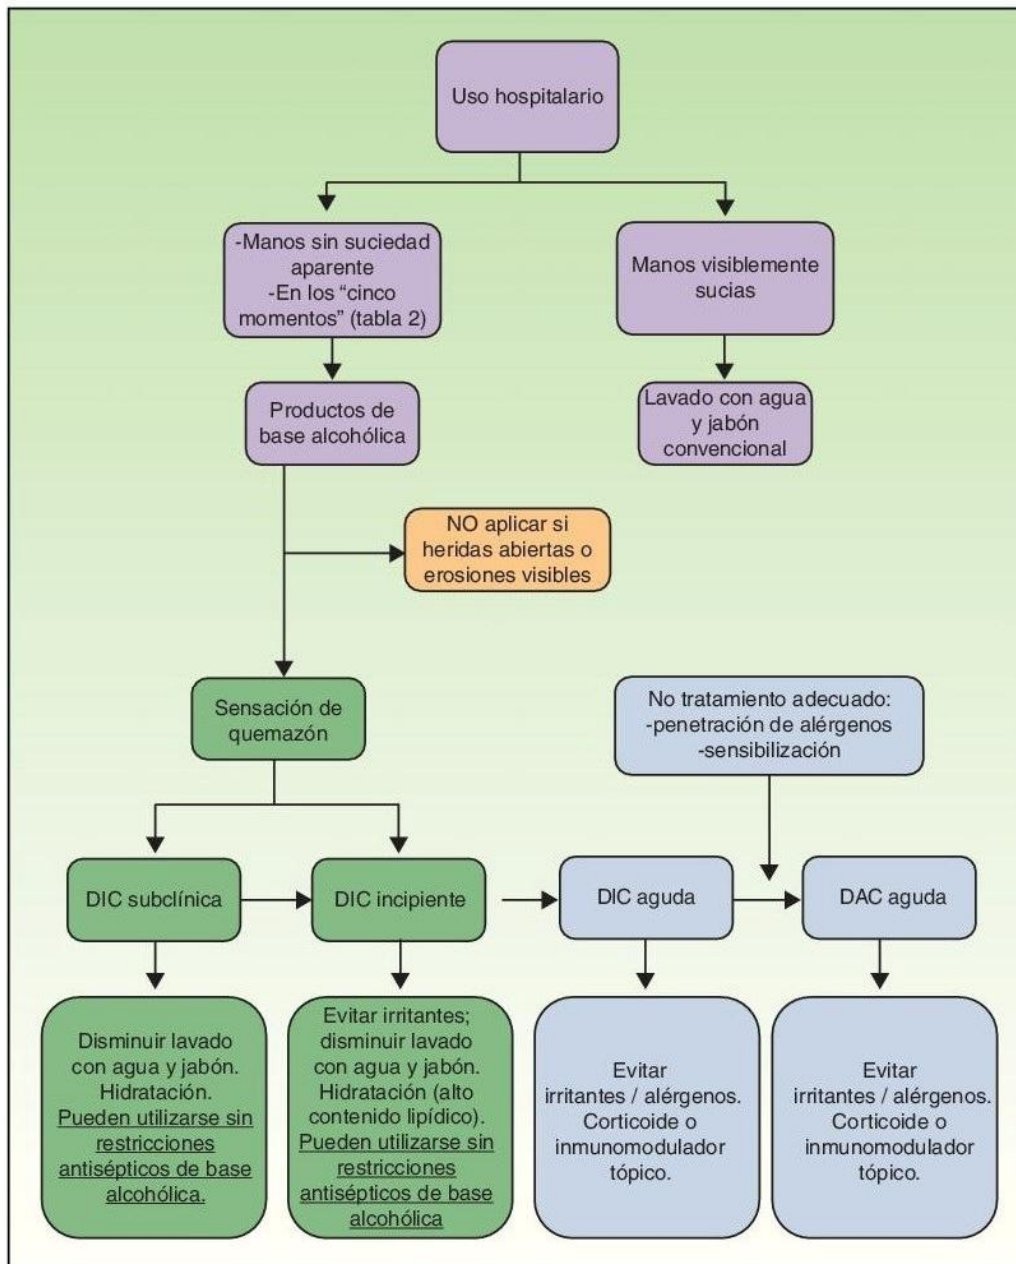 Uso hospitalario
-Manos sin suciedad
aparente
-En los “cinco
momentos” (tabla 2)
Manos visiblemente
sucias
Productos de
base alcohólica
Lavado con agua
y jabón
convencional
NO aplicar si
heridas abiertas o
erosiones visibles
Sensación de
quemazón
No tratamiento adecuado:
-penetración de alérgenos
-sensibilización
DIC subclínica
DIC incipiente
DIC aguda
DAC aguda
Disminuir lavado
con agua y jabón.
Hidratación.
Pueden utilizarse sin
restricciones
antisépticos de base
alcohólica.
Evitar irritantes;
disminuir lavado
con agua y jabón.
Hidratación (alto
contenido lipídico).
Pueden utilizarse sin
restricciones
antisépticos de base
alcohólica
Evitar
irritantes / alérgenos.
Corticoide o
inmunomodulador
tópico.
Evitar
irritantes / alérgenos.
Corticoide o
inmunomodulador
tópico.